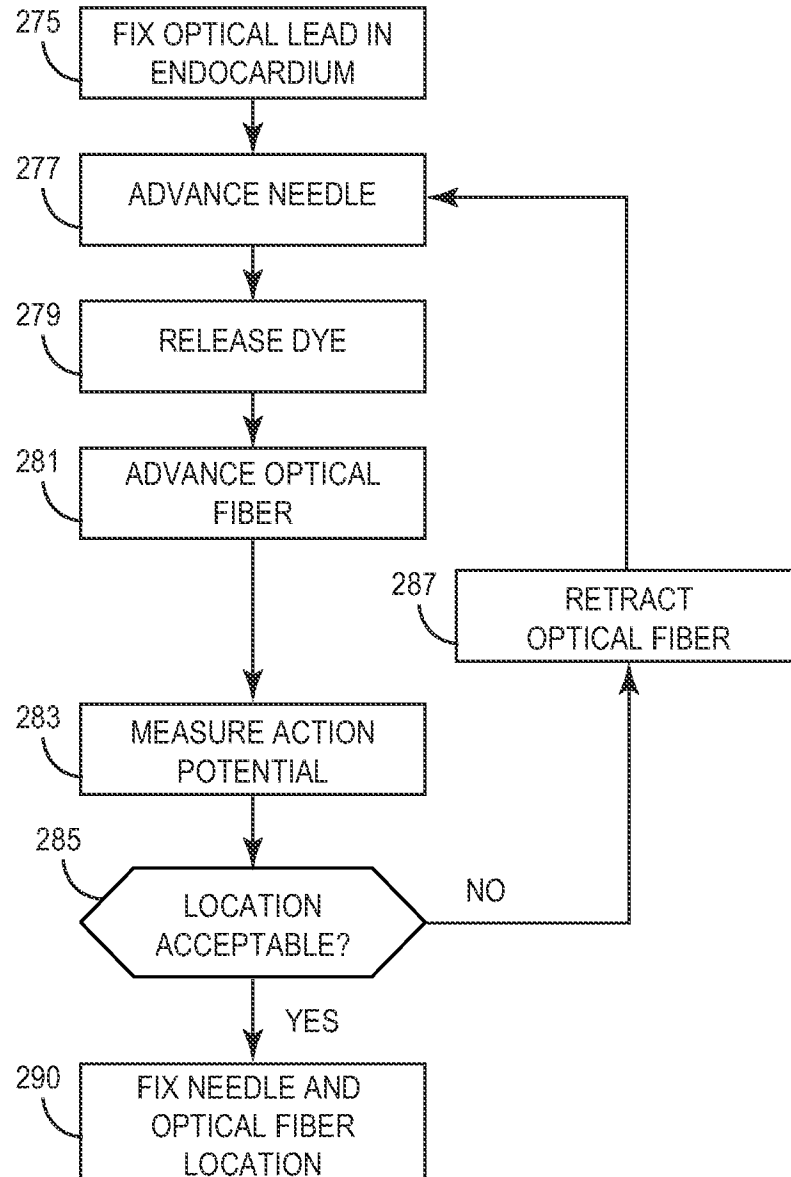 275
FIX OPTICAL LEAD IN
ENDOCARDIUM
277
ADVANCE NEEDLE
279
RELEASE DYE
281
ADVANCE OPTICAL
FIBER
287
RETRACT
OPTICAL FIBER
283
MEASURE ACTION
POTENTIAL
285
LOCATION
ACCEPTABLE?
NO
YES
290
FIX NEEDLE AND
OPTICAL FIBER
LOCATION